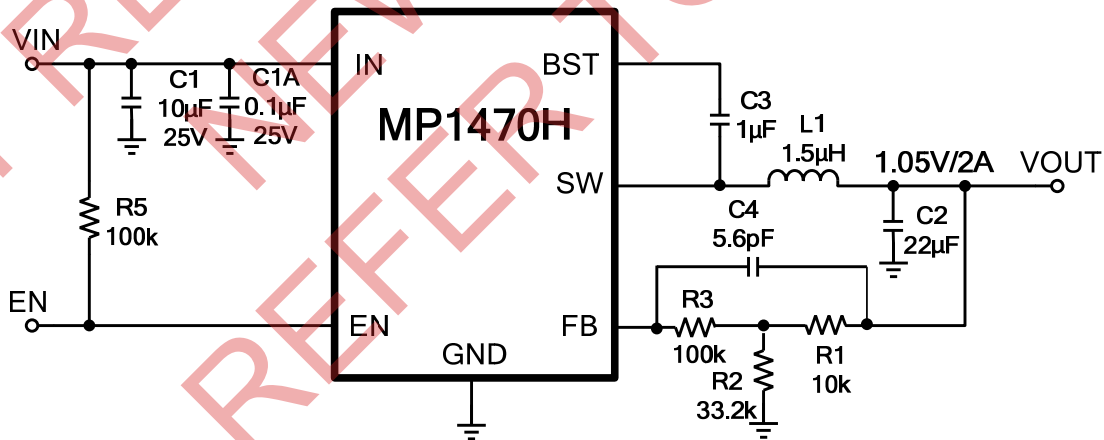 VIN
C1
10µF
25V
C1A
0.1µF
25V
IN
BST
MP1470H
C3
1µF
L1
1.5µH
1.05V/2A
VOUT
SW
R5
100k
C4
5.6pF
C2
22µF
EN
EN
FB
R3
100k
R1
10k
GND
R2
33.2k
REFER TO
NEW